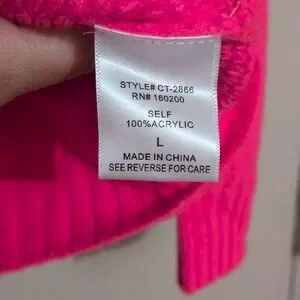 STYLE# CT-2866
RN# 160200
SELF
100%ACRYLIC
L
MADE IN CHINA
SEE REVERSE FOR CARE